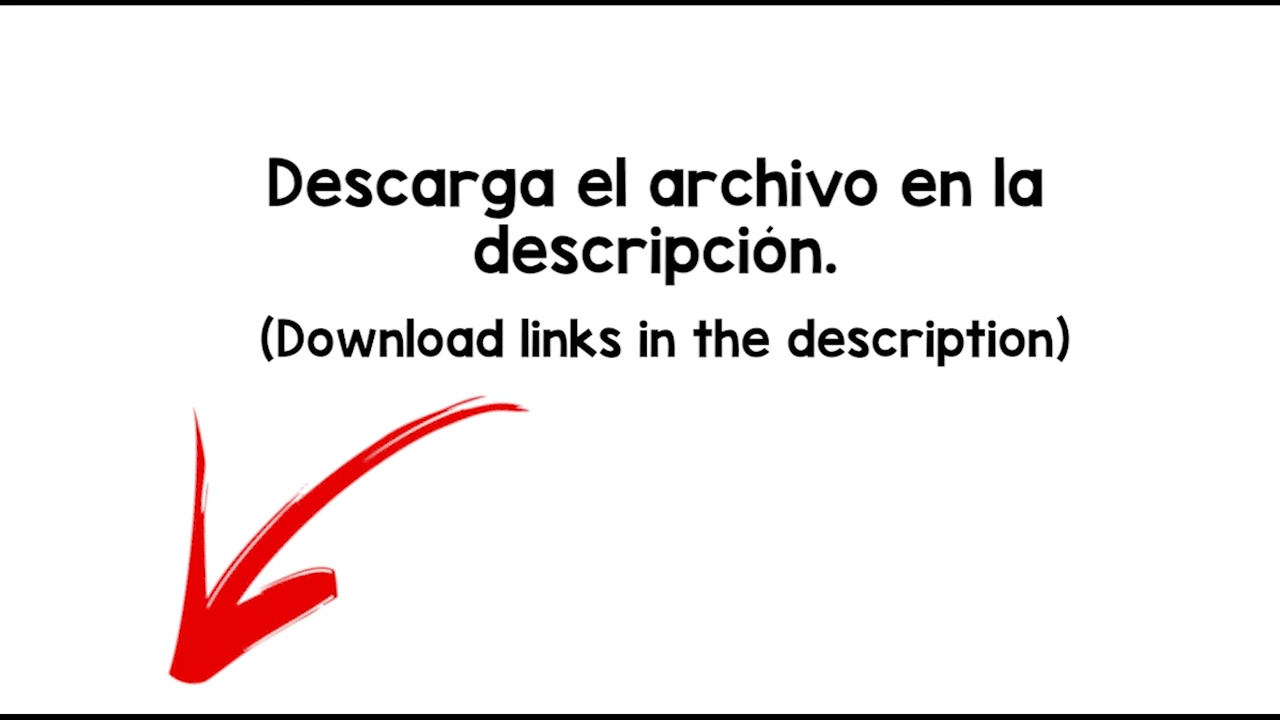 Descarga el archivo en la
descripción.
(Download links in the description)